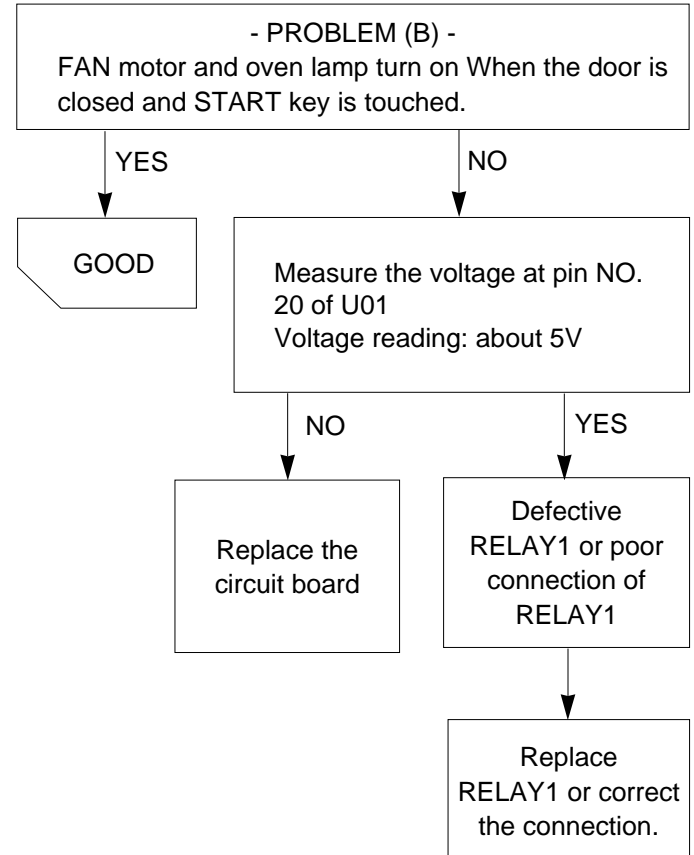 - PROBLEM (B) -
FAN motor and oven lamp turn on When the door is
closed and START key is touched.
YES
NO
GOOD
Measure the voltage at pin NO.
20 of U01
Voltage reading: about 5V
NO
YES
Replace the
circuit board
Defective
RELAY1 or poor
connection of
RELAY1
Replace
RELAY1 or correct
the connection.